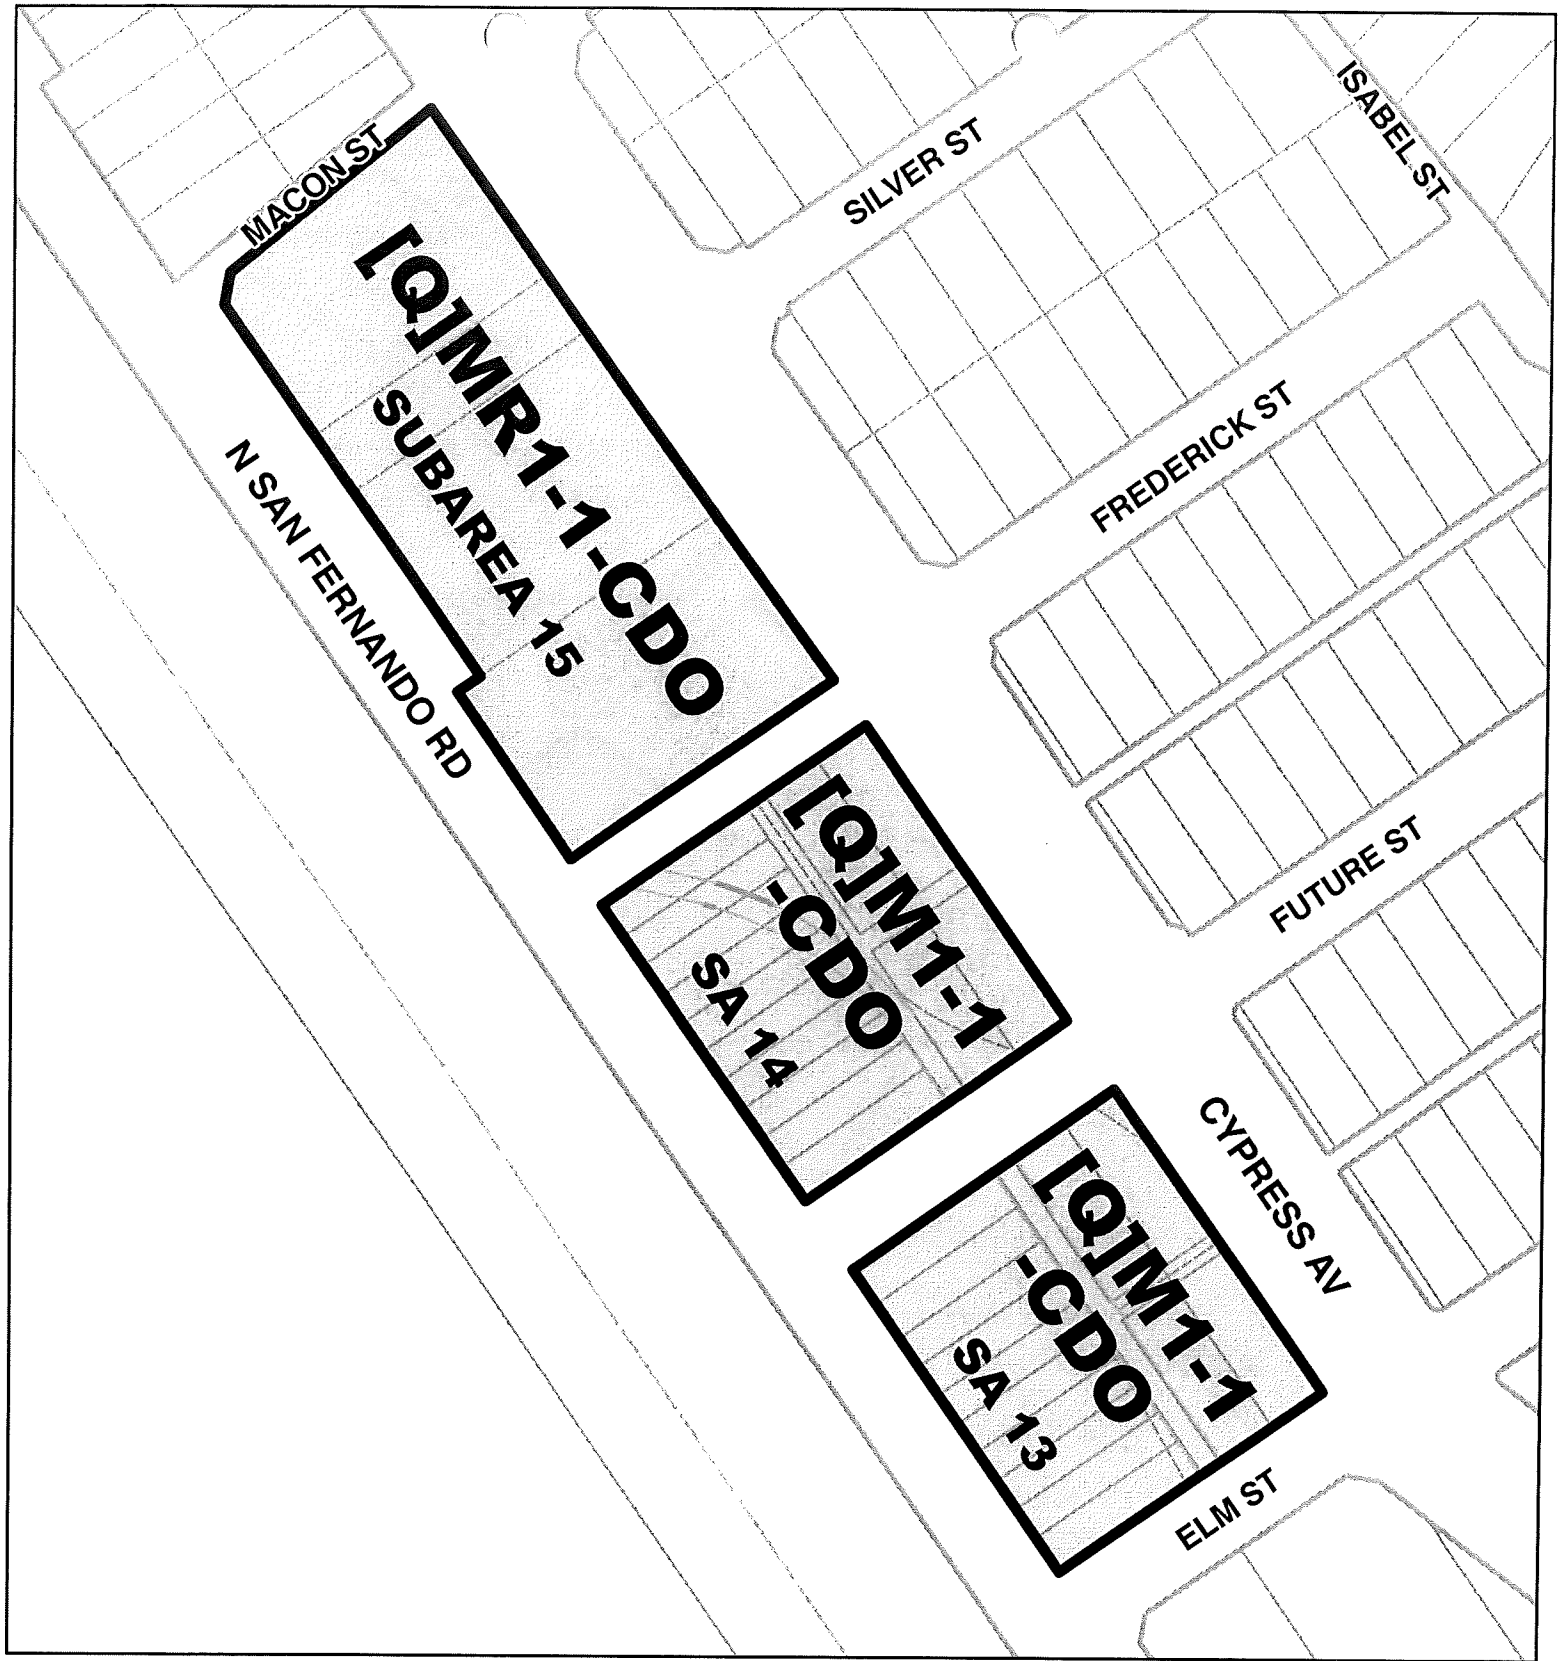 ISABEL ST
SILVER ST
MACON ST
[Q]MR1-1-CDO
SUBAREA 15
FREDERICK ST
N SAN FERNANDO RD
[Q]M1-1
-CDO
SA 14
FUTURE ST
CYPRESS AV
[Q]M1-1
-CDO
SA 13
ELM ST